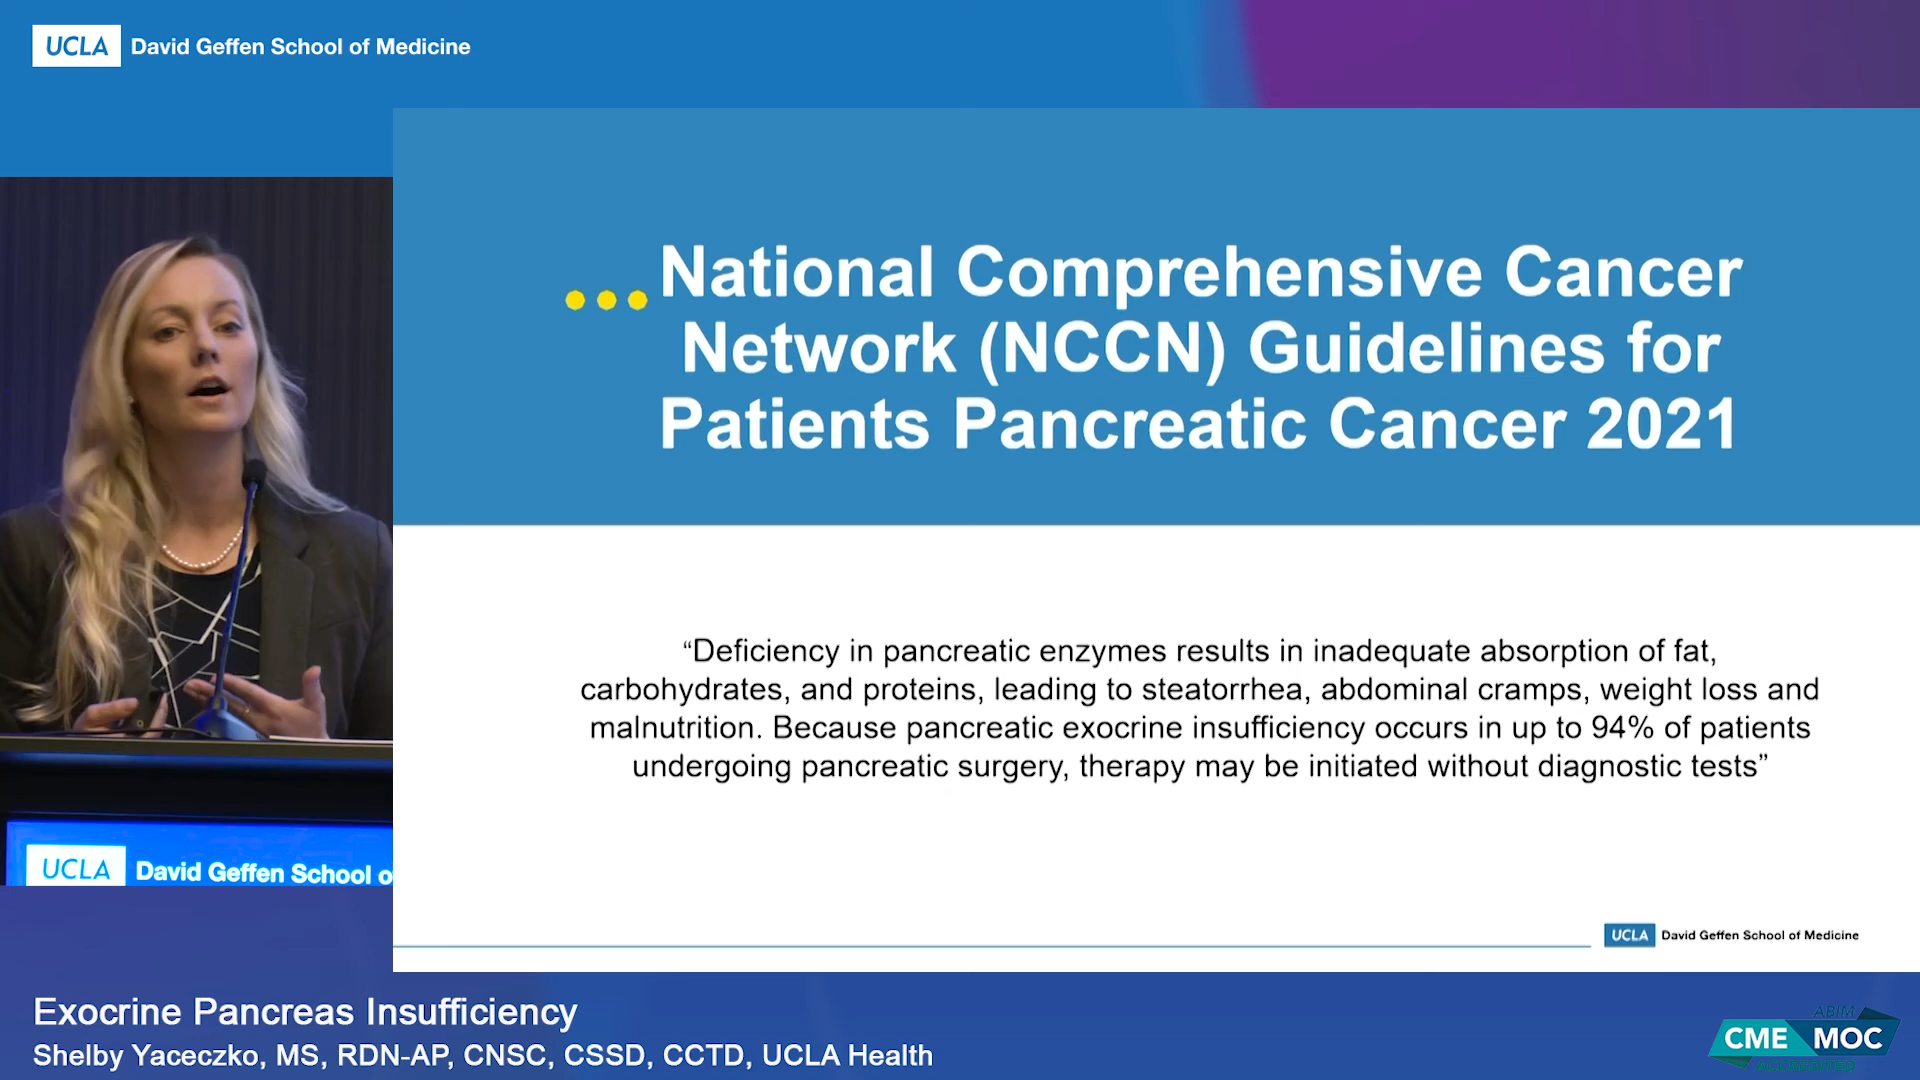 UCLA David Geffen School of Medicine
National Comprehensive Cancer
Network (NCCN) Guidelines for
Patients Pancreatic Cancer 2021
“Deficiency in pancreatic enzymes results in inadequate absorption of fat,
carbohydrates, and proteins, leading to steatorrhea, abdominal cramps, weight loss and
malnutrition. Because pancreatic exocrine insufficiency occurs in up to 94% of patients
undergoing pancreatic surgery, therapy may be initiated without diagnostic tests”
UCLA David Geffen School o
UCLA David Geffen School of Medicine
Exocrine Pancreas Insufficiency
Shelby Yaceczko, MS, RDN-AP, CNSC, CSSD, CCTD, UCLA Health
ABIM
CME MOC
ACCREDITED